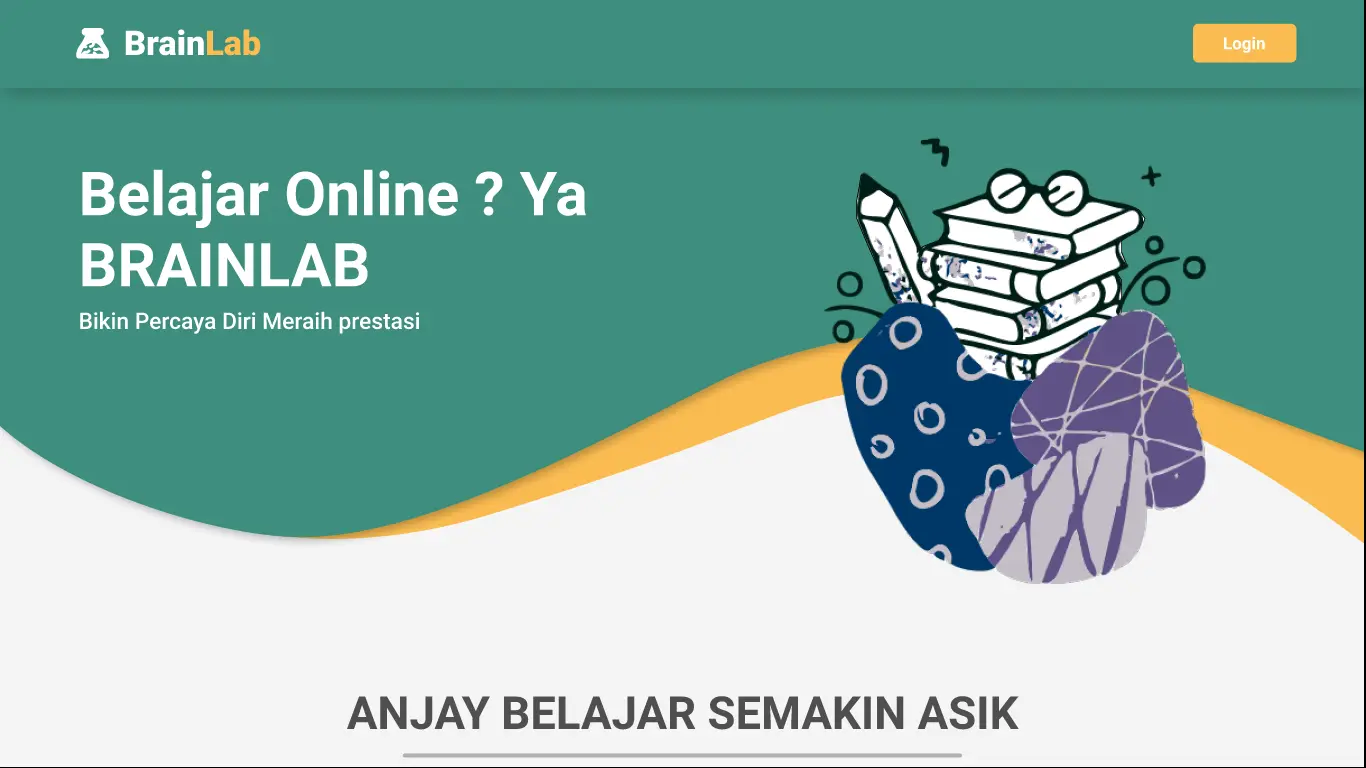 BrainLab
Login
Belajar Online ? Ya
BRAINLAB
Bikin Percaya Diri Meraih prestasi
ANJAY BELAJAR SEMAKIN ASIK